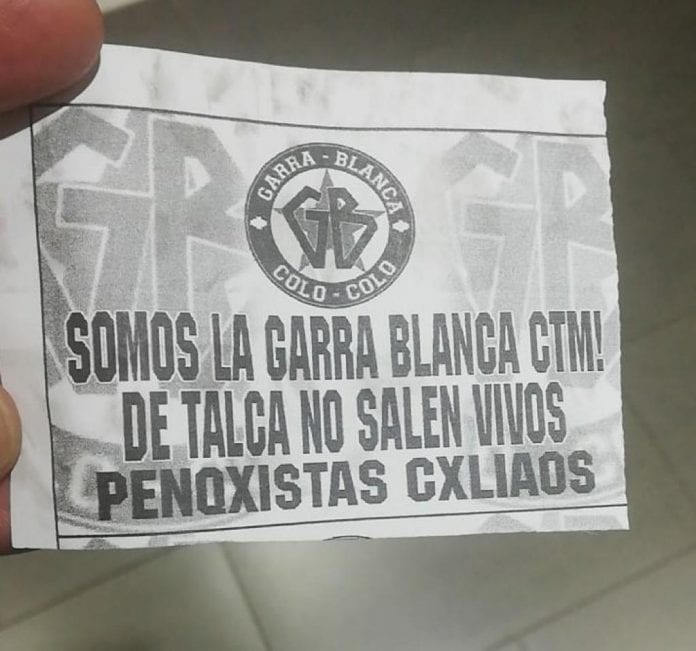 GARRA - BLANCA
GB
COLO - COLO
SOMOS LA GARRA BLANCA CTM!
DE TALCA NO SALEN VIVOS
PENQXISTAS CXLIAOS